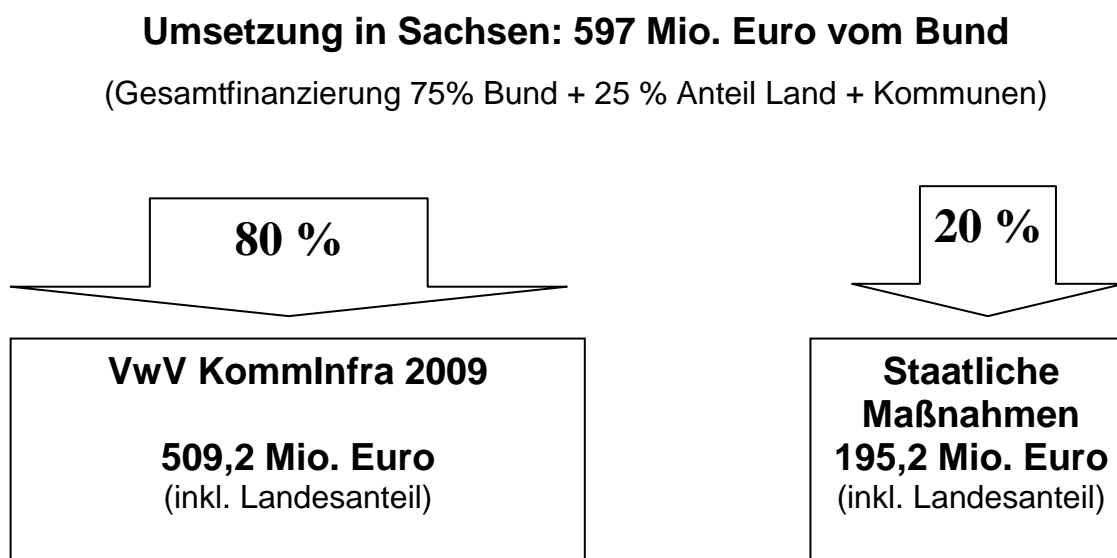 Umsetzung in Sachsen: 597 Mio. Euro vom Bund
(Gesamtfinanzierung 75% Bund + 25 % Anteil Land + Kommunen)
80 %
20 %
VwV KommInfra 2009
509,2 Mio. Euro
(inkl. Landesanteil)
Staatliche
Maßnahmen
195,2 Mio. Euro
(inkl. Landesanteil)